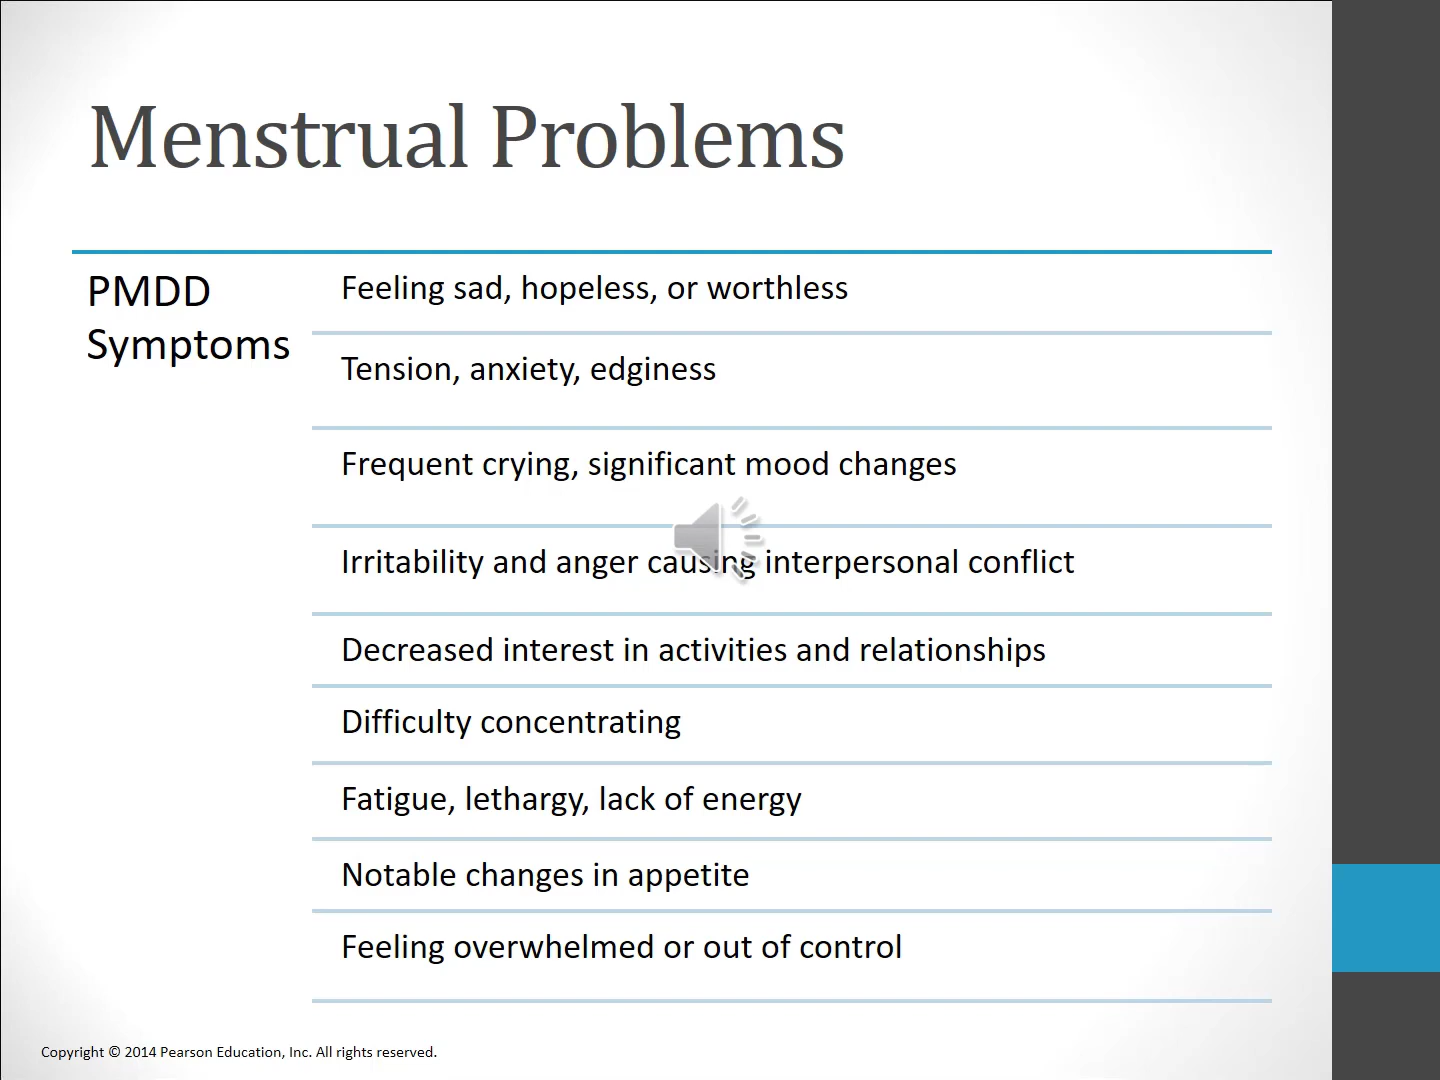 Menstrual Problems
PMDD
Symptoms
Feeling sad, hopeless, or worthless
Tension, anxiety, edginess
Frequent crying, significant mood changes
Irritability and anger causing interpersonal conflict
Decreased interest in activities and relationships
Difficulty concentrating
Fatigue, lethargy, lack of energy
Notable changes in appetite
Feeling overwhelmed or out of control
Copyright © 2014 Pearson Education, Inc. All rights reserved.